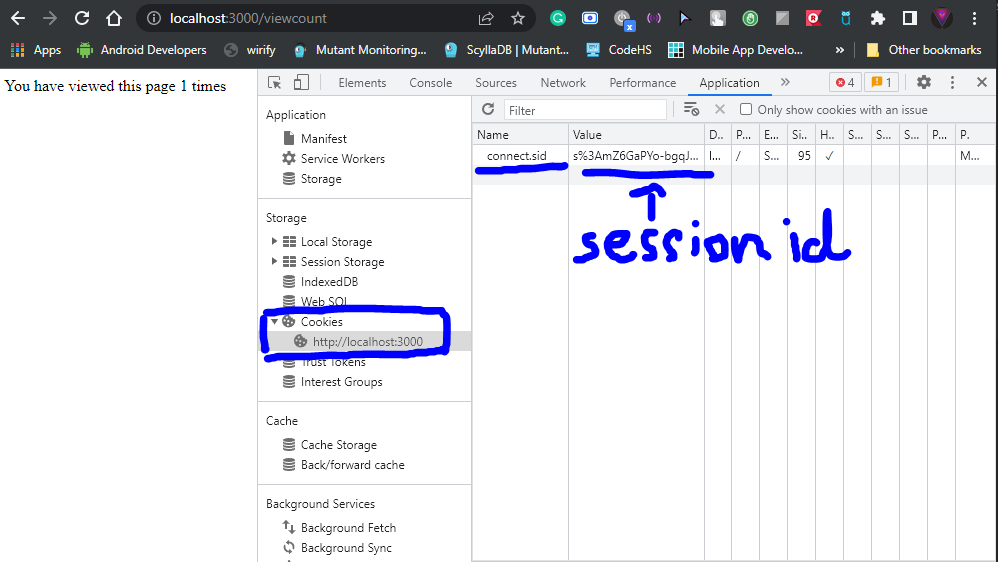 localhost:3000/viewcount
Apps Android Developers wirify Mutant Monitoring... ScyllaDB | Mutant... CodeHS Mobile App Develo... » Other bookmarks
You have viewed this page 1 times
Elements Console Sources Network Performance Application » 4 1
Application
Manifest
Service Workers
Storage
Storage
Local Storage
Session Storage
IndexedDB
Web SQL
Cookies
http://localhost:3000
Trust Tokens
Interest Groups
Cache
Cache Storage
Back/forward cache
Background Services
Background Fetch
Background Sync
Filter Only show cookies with an issue
Name Value D.. P... E... Si... H.. S... S... S... P... P.
connect.sid s%3AmZ6GaPYo-bgqJ... l... / S... 95 ✓ M...
session id